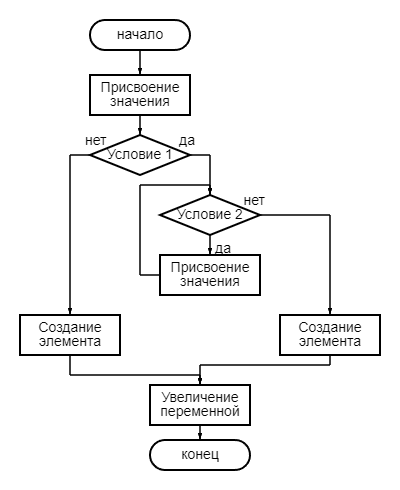 начало
Присвоение
значения
нет
да
Условие 1
нет
Условие 2
да
Присвоение
значения
Создание
элемента
Создание
элемента
Увеличение
переменной
конец